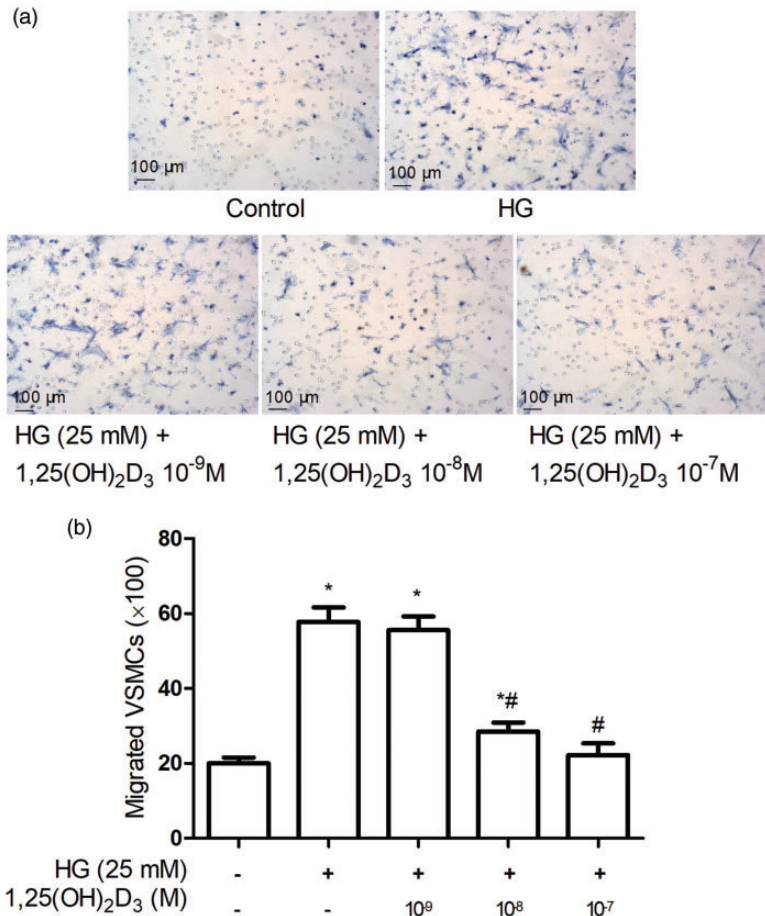 (a)
100 µm
100 µm
Control
HG
100 µm
100 µm
100 µm
HG (25 mM) +
1,25(OH)₂D₃ 10⁻⁹M
HG (25 mM) +
1,25(OH)₂D₃ 10⁻⁸M
HG (25 mM) +
1,25(OH)₂D₃ 10⁻⁷M
(b)
Migrated VSMCs (×100)
80
60
40
20
0
*
*
*#
#
HG (25 mM) - + + + +
1,25(OH)₂D₃ (M) - - 10⁻⁹ 10⁻⁸ 10⁻⁷